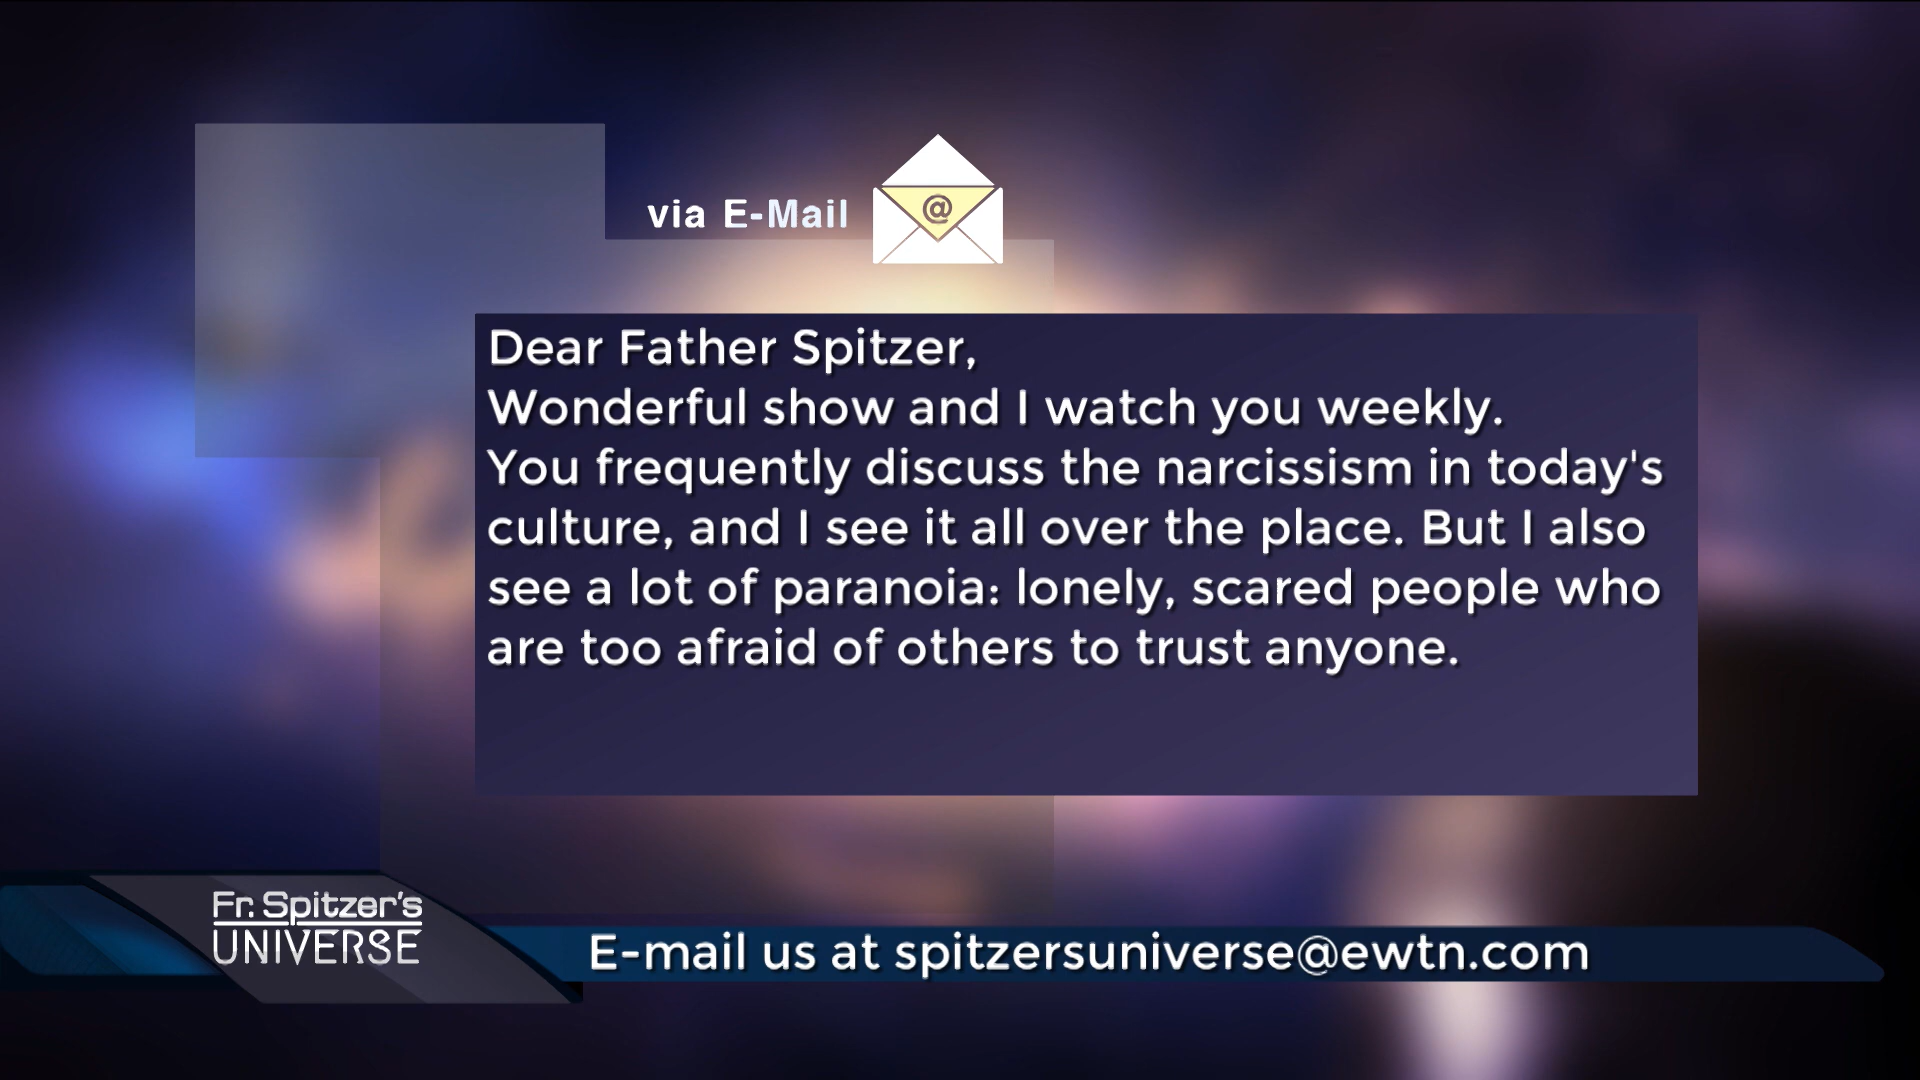 via E-Mail
@
Dear Father Spitzer,
Wonderful show and I watch you weekly.
You frequently discuss the narcissism in today's
culture, and I see it all over the place. But I also
see a lot of paranoia: lonely, scared people who
are too afraid of others to trust anyone.
Fr. Spitzer's
UNIVERSE
E-mail us at spitzersuniverse@ewtn.com